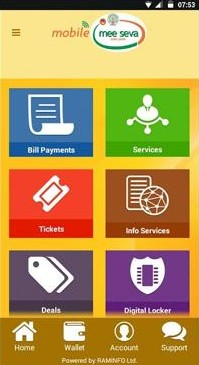 07:53
mobile mee seva
Bill Payments Services
Tickets Info Services
Deals Digital Locker
Home Wallet Account Support
Powered by RAMINFO Ltd.